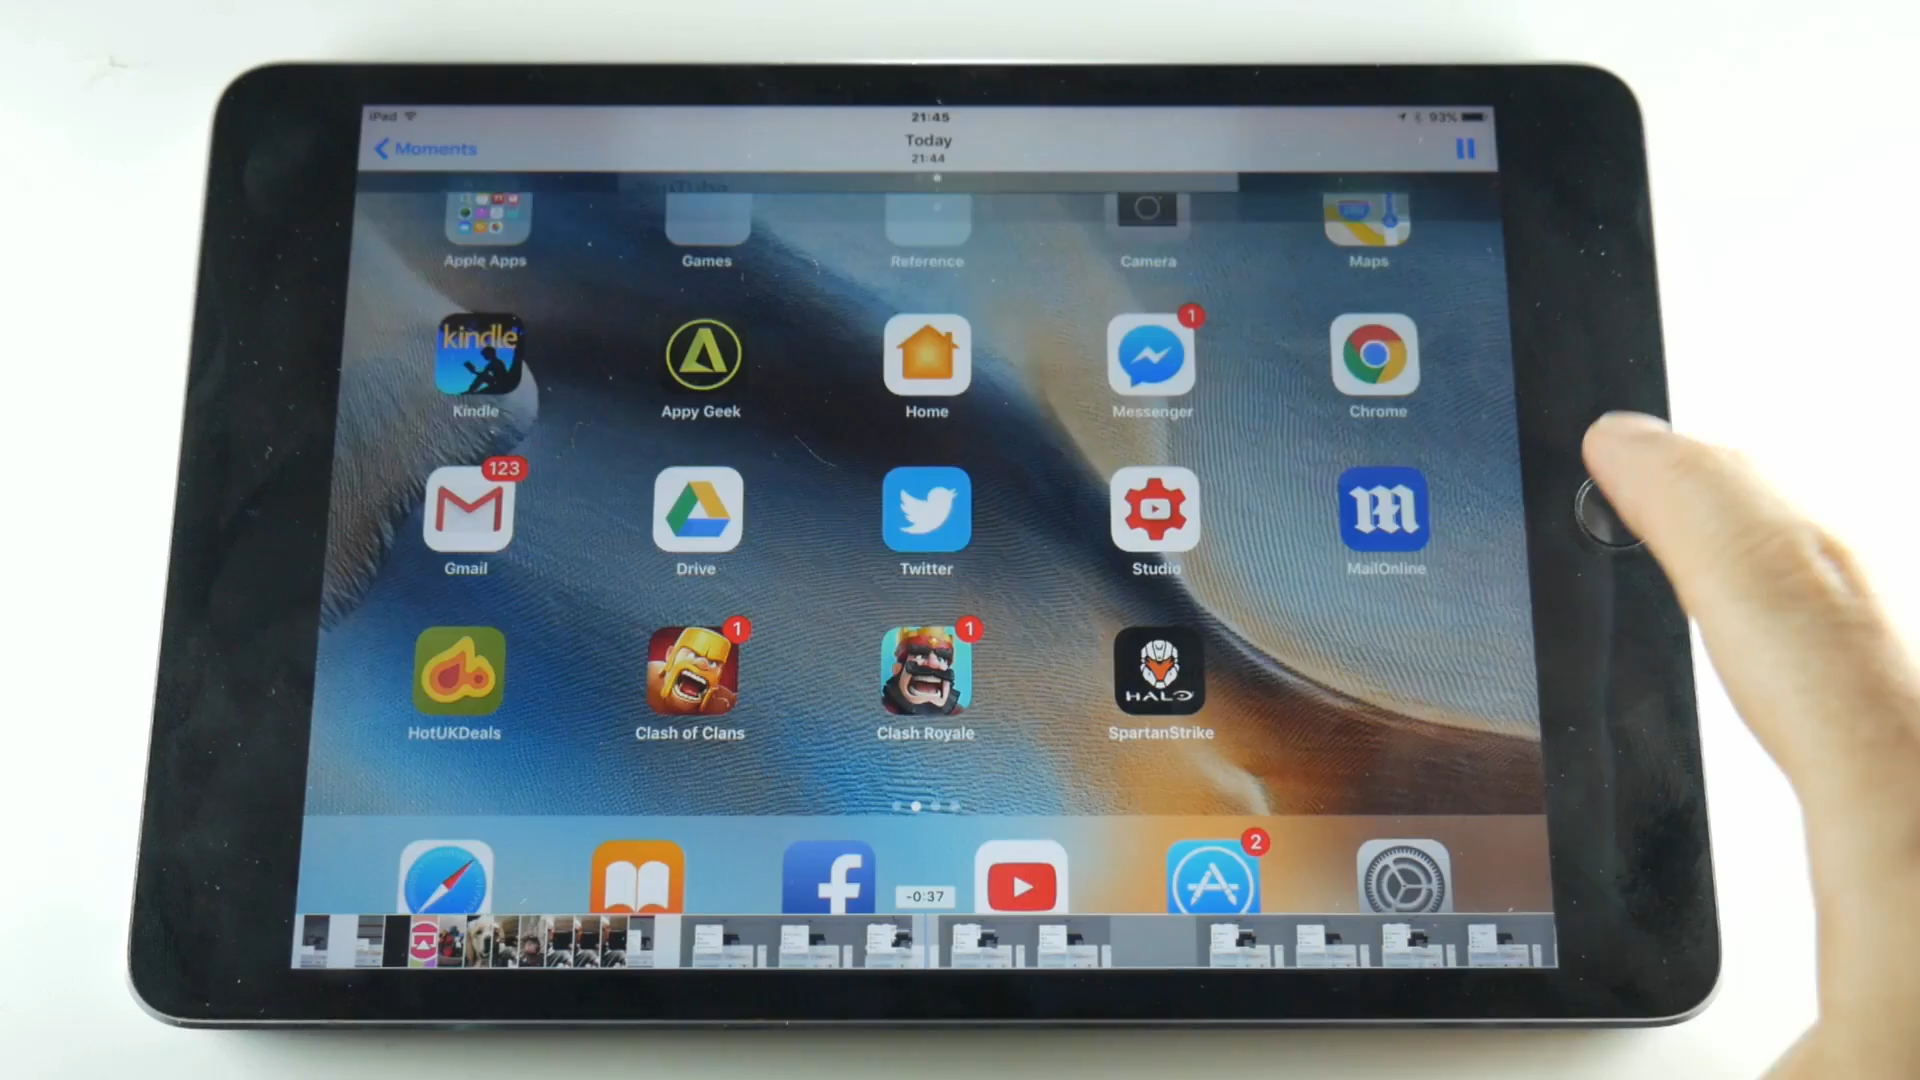 iPad 21:45 93%
Moments Today
21:44
YouTube
Apple Apps Games Reference Camera Maps
kindle 1
Kindle Appy Geek Home Messenger Chrome
123
Gmail Drive Twitter Studio MailOnline
1 1
HALO
HotUKDeals Clash of Clans Clash Royale SpartanStrike
2
-0:37